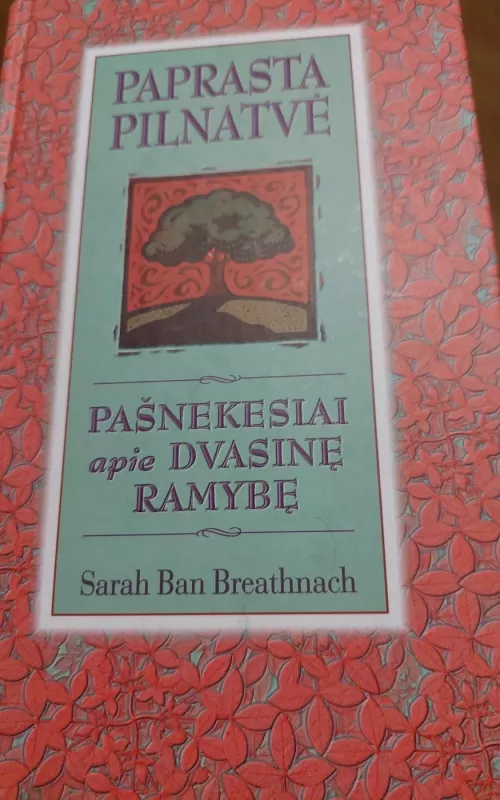 PAPRASTA
PILNATVĖ
PAŠNEKESIAI
apie DVASINĘ
RAMYBĘ
Sarah Ban Breathnach